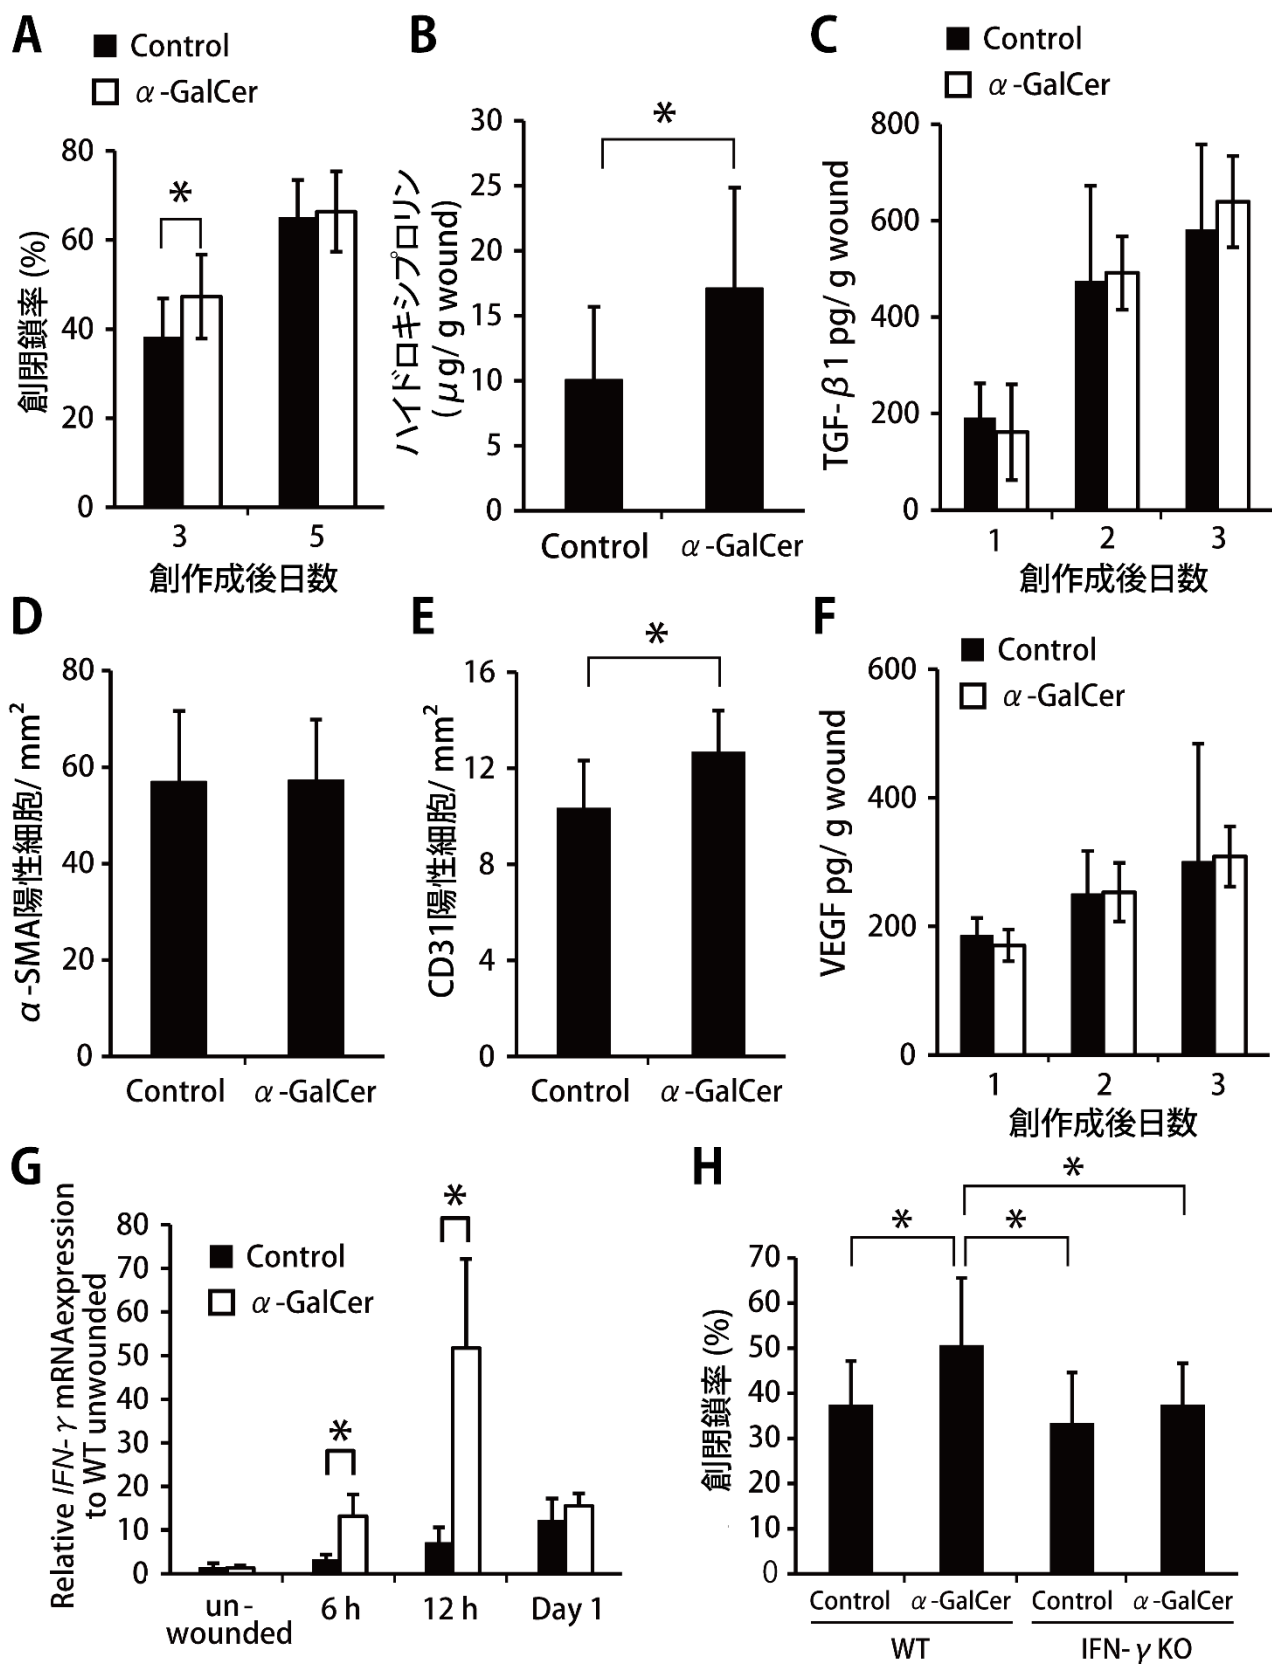 A
Control
α-GalCer
創閉鎖率 (%)
80
60
40
20
0
*
3
5
創作成後日数
B
ハイドロキシプロリン
(μg/ g wound)
30
25
20
15
10
5
0
*
Control
α-GalCer
C
Control
α-GalCer
TGF-β1 pg/ g wound
800
600
400
200
0
1
2
3
創作成後日数
D
α-SMA陽性細胞/ mm²
80
60
40
20
0
Control
α-GalCer
E
CD31陽性細胞/ mm²
16
12
8
4
0
*
Control
α-GalCer
F
Control
α-GalCer
VEGF pg/ g wound
600
400
200
0
1
2
3
創作成後日数
G
Relative IFN-γ mRNAexpression
to WT unwounded
80
70
60
50
40
30
20
10
0
Control
α-GalCer
*
*
un-
wounded
6 h
12 h
Day 1
H
創閉鎖率 (%)
70
60
50
40
30
20
10
0
*
*
*
Control
α-GalCer
Control
α-GalCer
WT
IFN-γ KO